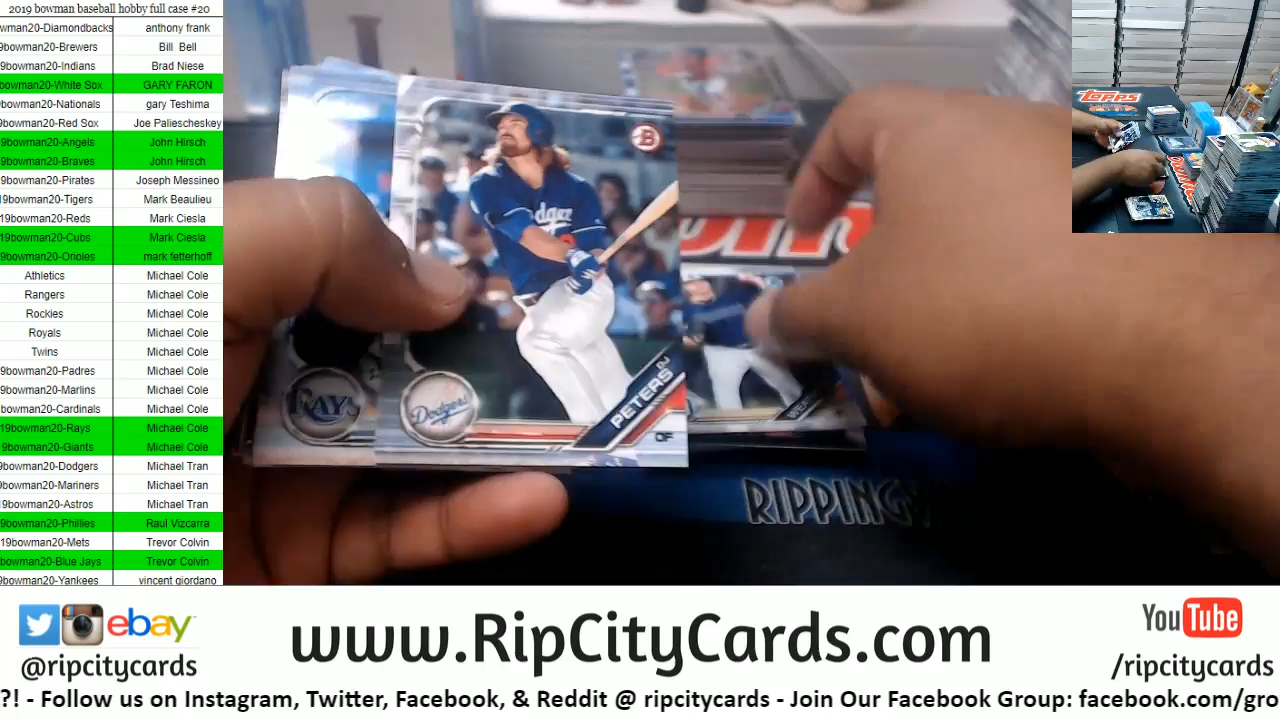 2019 bowman baseball hobby full case #20
wman20-Diamondbacks anthony frank
9bowman20-Brewers Bill Bell
9bowman20-Indians Brad Niese
bowman20-White Sox GARY FARON
bowman20-Nationals gary Teshima
9bowman20-Red Sox Joe Paliescheskey
9bowman20-Angels John Hirsch
9bowman20-Braves John Hirsch
9bowman20-Pirates Joseph Messineo
19bowman20-Tigers Mark Beaulieu
19bowman20-Reds Mark Ciesla
19bowman20-Cubs Mark Ciesla
9bowman20-Orioles mark fetterhoff
Athletics Michael Cole
Rangers Michael Cole
Rockies Michael Cole
Royals Michael Cole
Twins Michael Cole
9bowman20-Padres Michael Cole
9bowman20-Marlins Michael Cole
bowman20-Cardinals Michael Cole
19bowman20-Rays Michael Cole
9bowman20-Giants Michael Cole
9bowman20-Dodgers Michael Tran
9bowman20-Mariners Michael Tran
19bowman20-Astros Michael Tran
9bowman20-Phillies Raul Vizcarra
19bowman20-Mets Trevor Colvin
bowman20-Blue Jays Trevor Colvin
9bowman20-Yankees vincent giordano
B
RAYS
Dodgers
DJ
PETERS
OF
TOPPS
RIPPING
ebay
@ripcitycards
www.RipCityCards.com
YouTube
/ripcitycards
?! - Follow us on Instagram, Twitter, Facebook, & Reddit @ ripcitycards - Join Our Facebook Group: facebook.com/gro